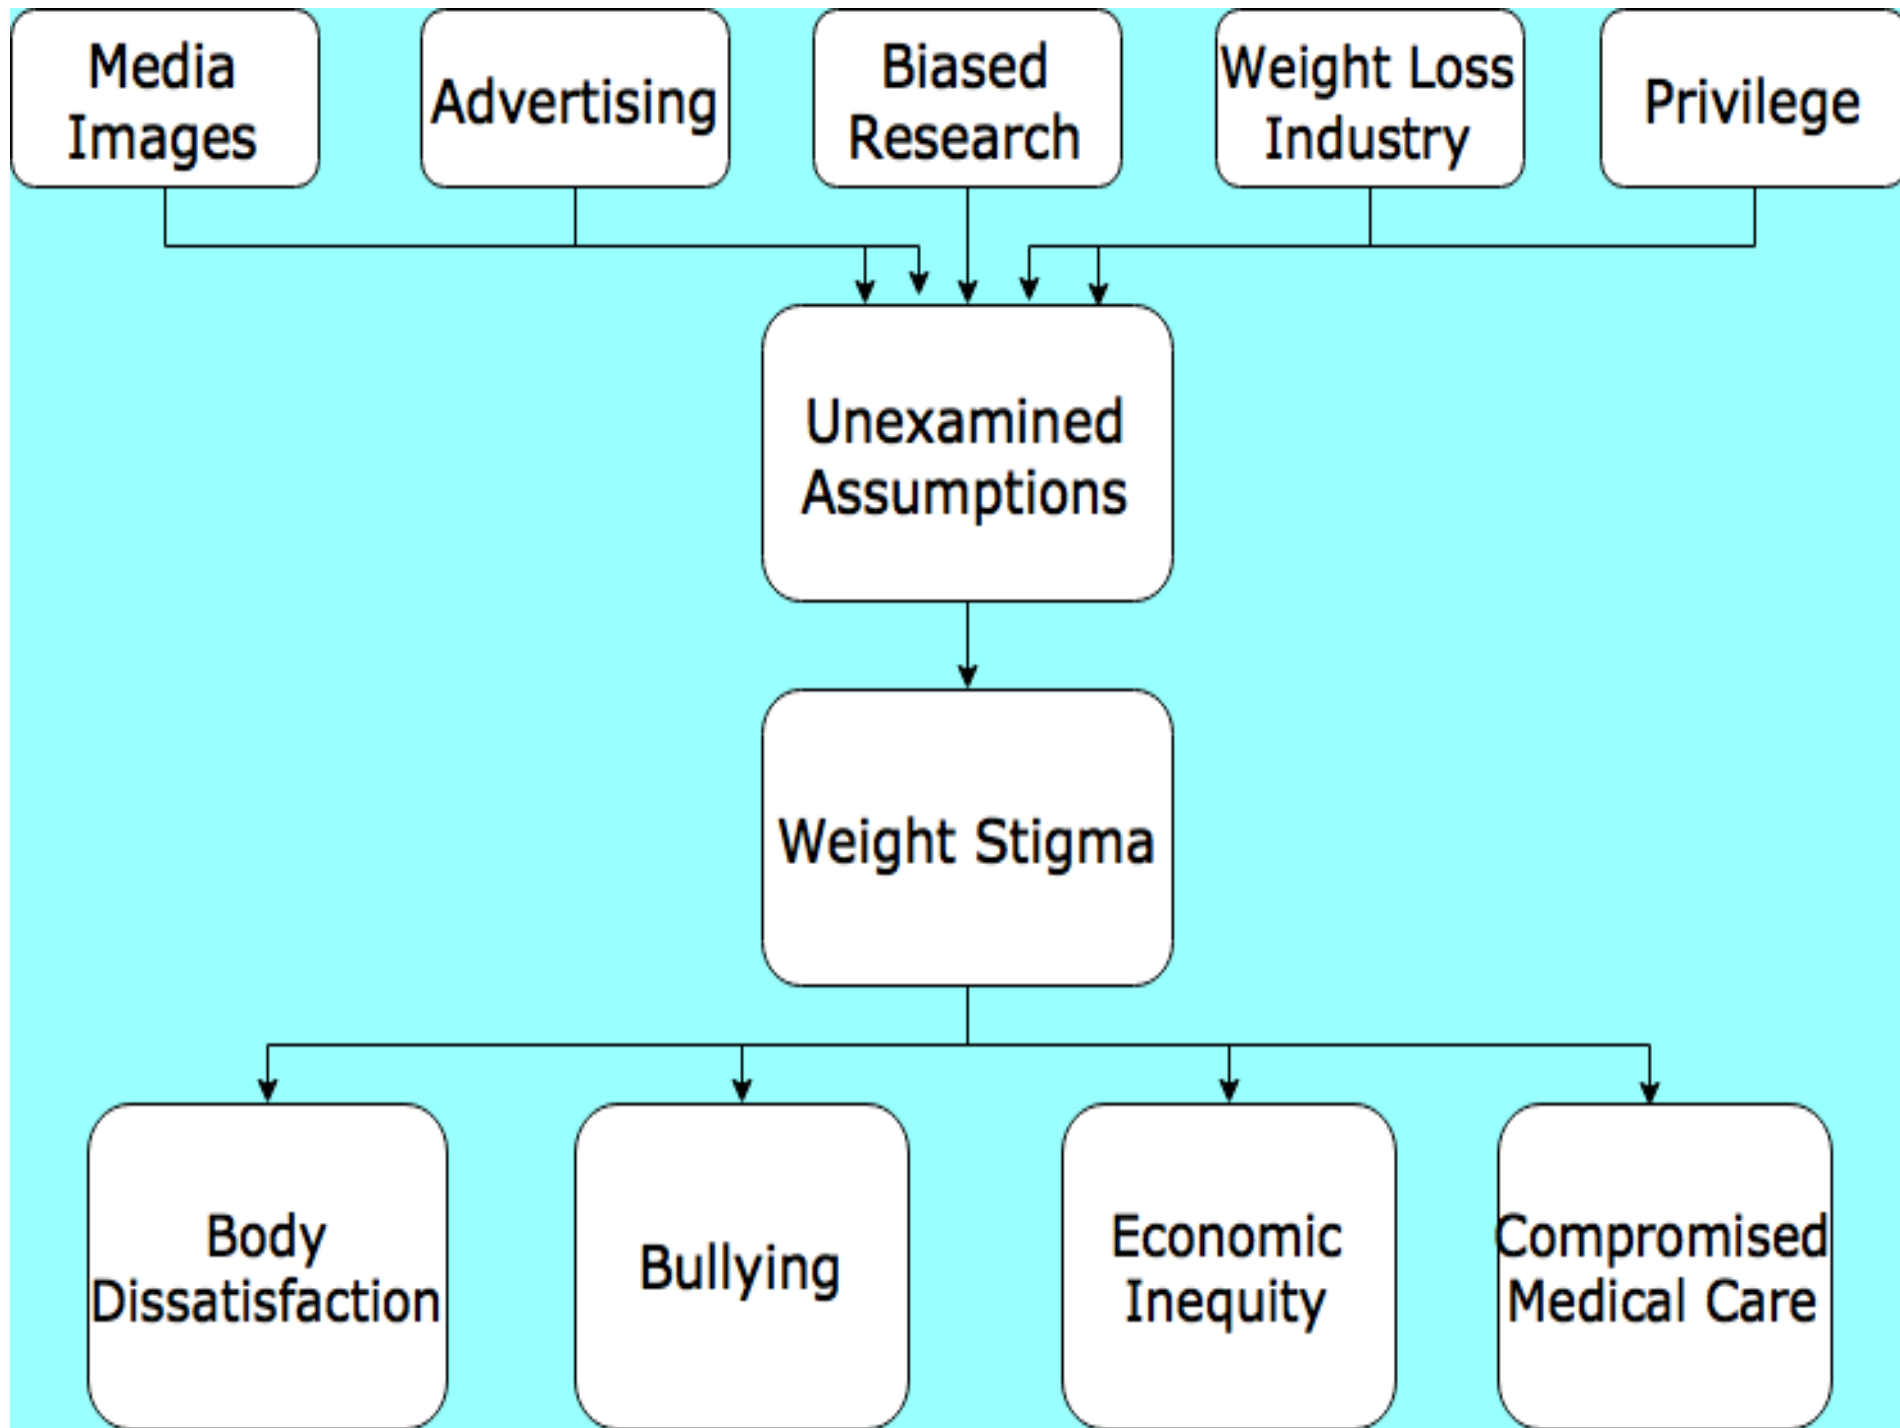 Media
Images
Advertising
Biased
Research
Weight Loss
Industry
Privilege
Unexamined
Assumptions
Weight Stigma
Body
Dissatisfaction
Bullying
Economic
Inequity
Compromised
Medical Care